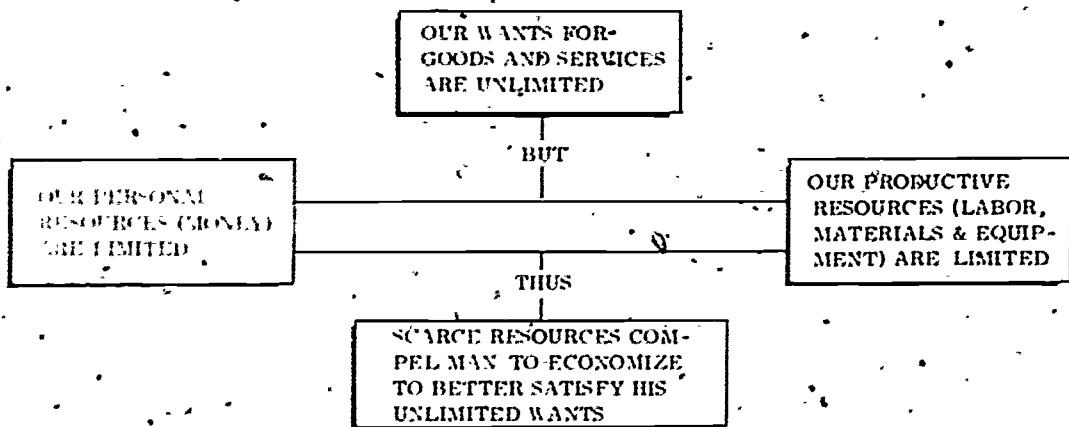 OUR WANTS FOR-
GOODS AND SERVICES
ARE UNLIMITED
BUT
OUR PERSONAL
RESOURCES (MONEY)
ARE LIMITED
OUR PRODUCTIVE
RESOURCES (LABOR,
MATERIALS & EQUIP-
MENT) ARE LIMITED
THUS
SCARCE RESOURCES COM-
PEL MAN TO ECONOMIZE
TO BETTER SATISFY HIS
UNLIMITED WANTS